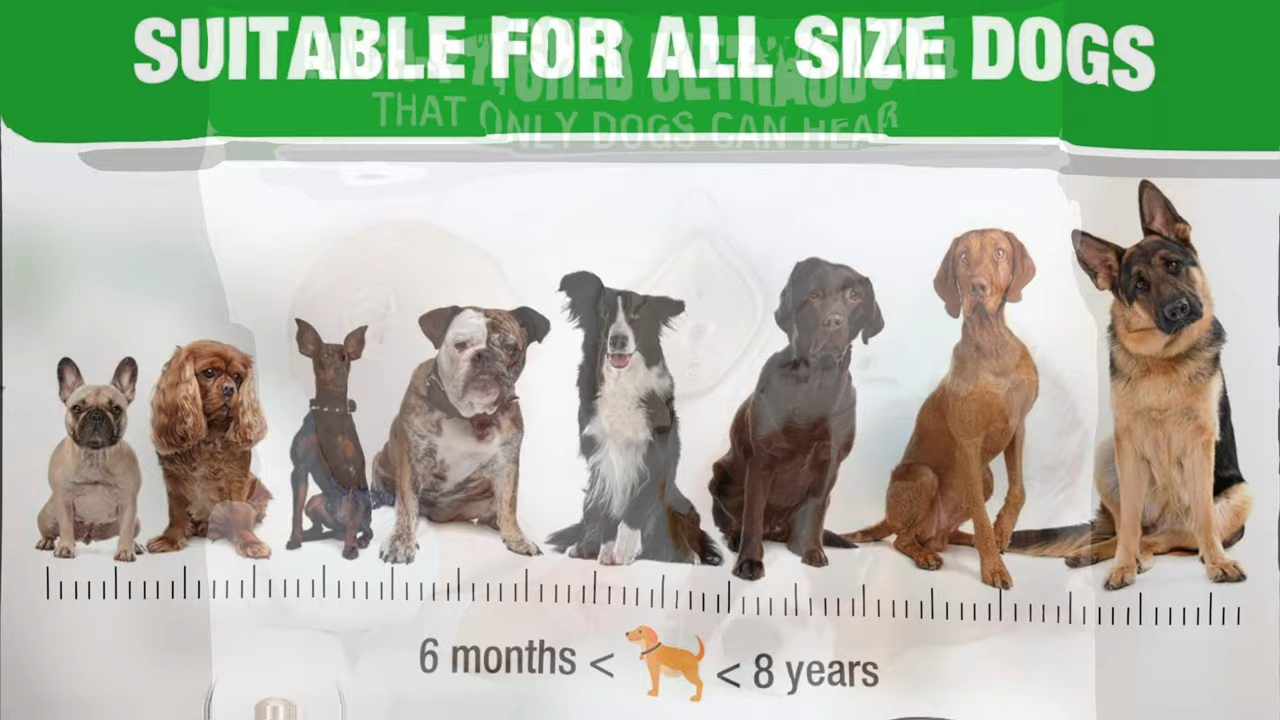 SUITABLE FOR ALL SIZE DOGS
THAT ONLY DOGS CAN HEAR
6 months < < 8 years